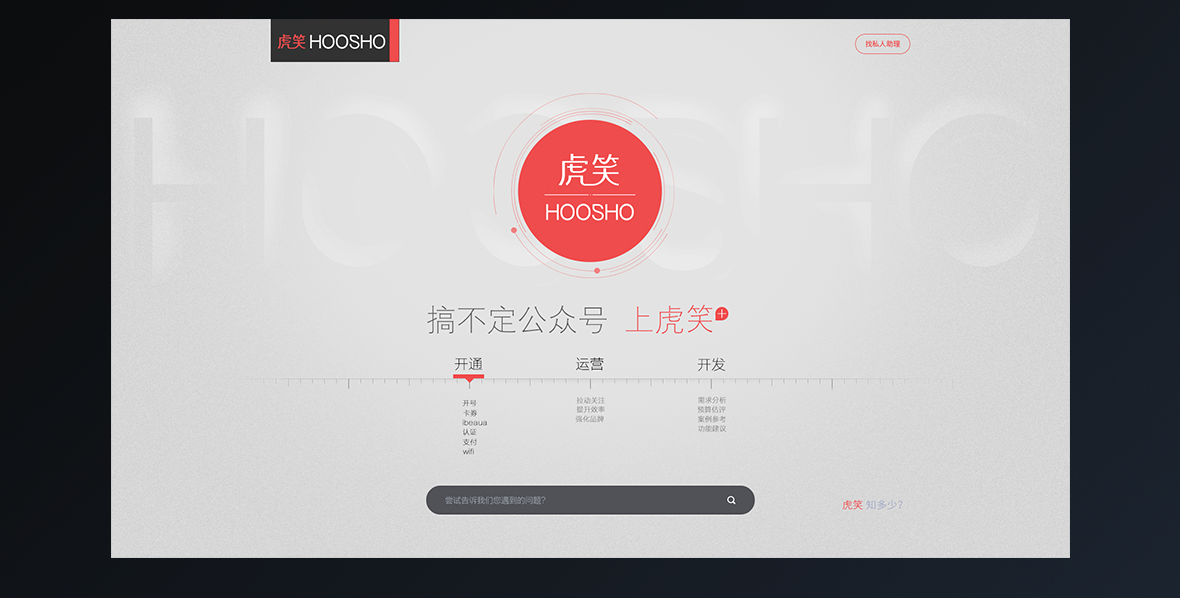 虎笑 HOOSHO
找私人助理
HOOSHO
虎笑
HOOSHO
搞不定公众号 上虎笑+
开通
运营
开发
开号
卡券
ibeaua
认证
支付
wifi
拉动关注
提升效率
强化品牌
需求分析
预算估评
案例参考
功能建议
尝试告诉我们您遇到的问题?
虎笑 知多少?